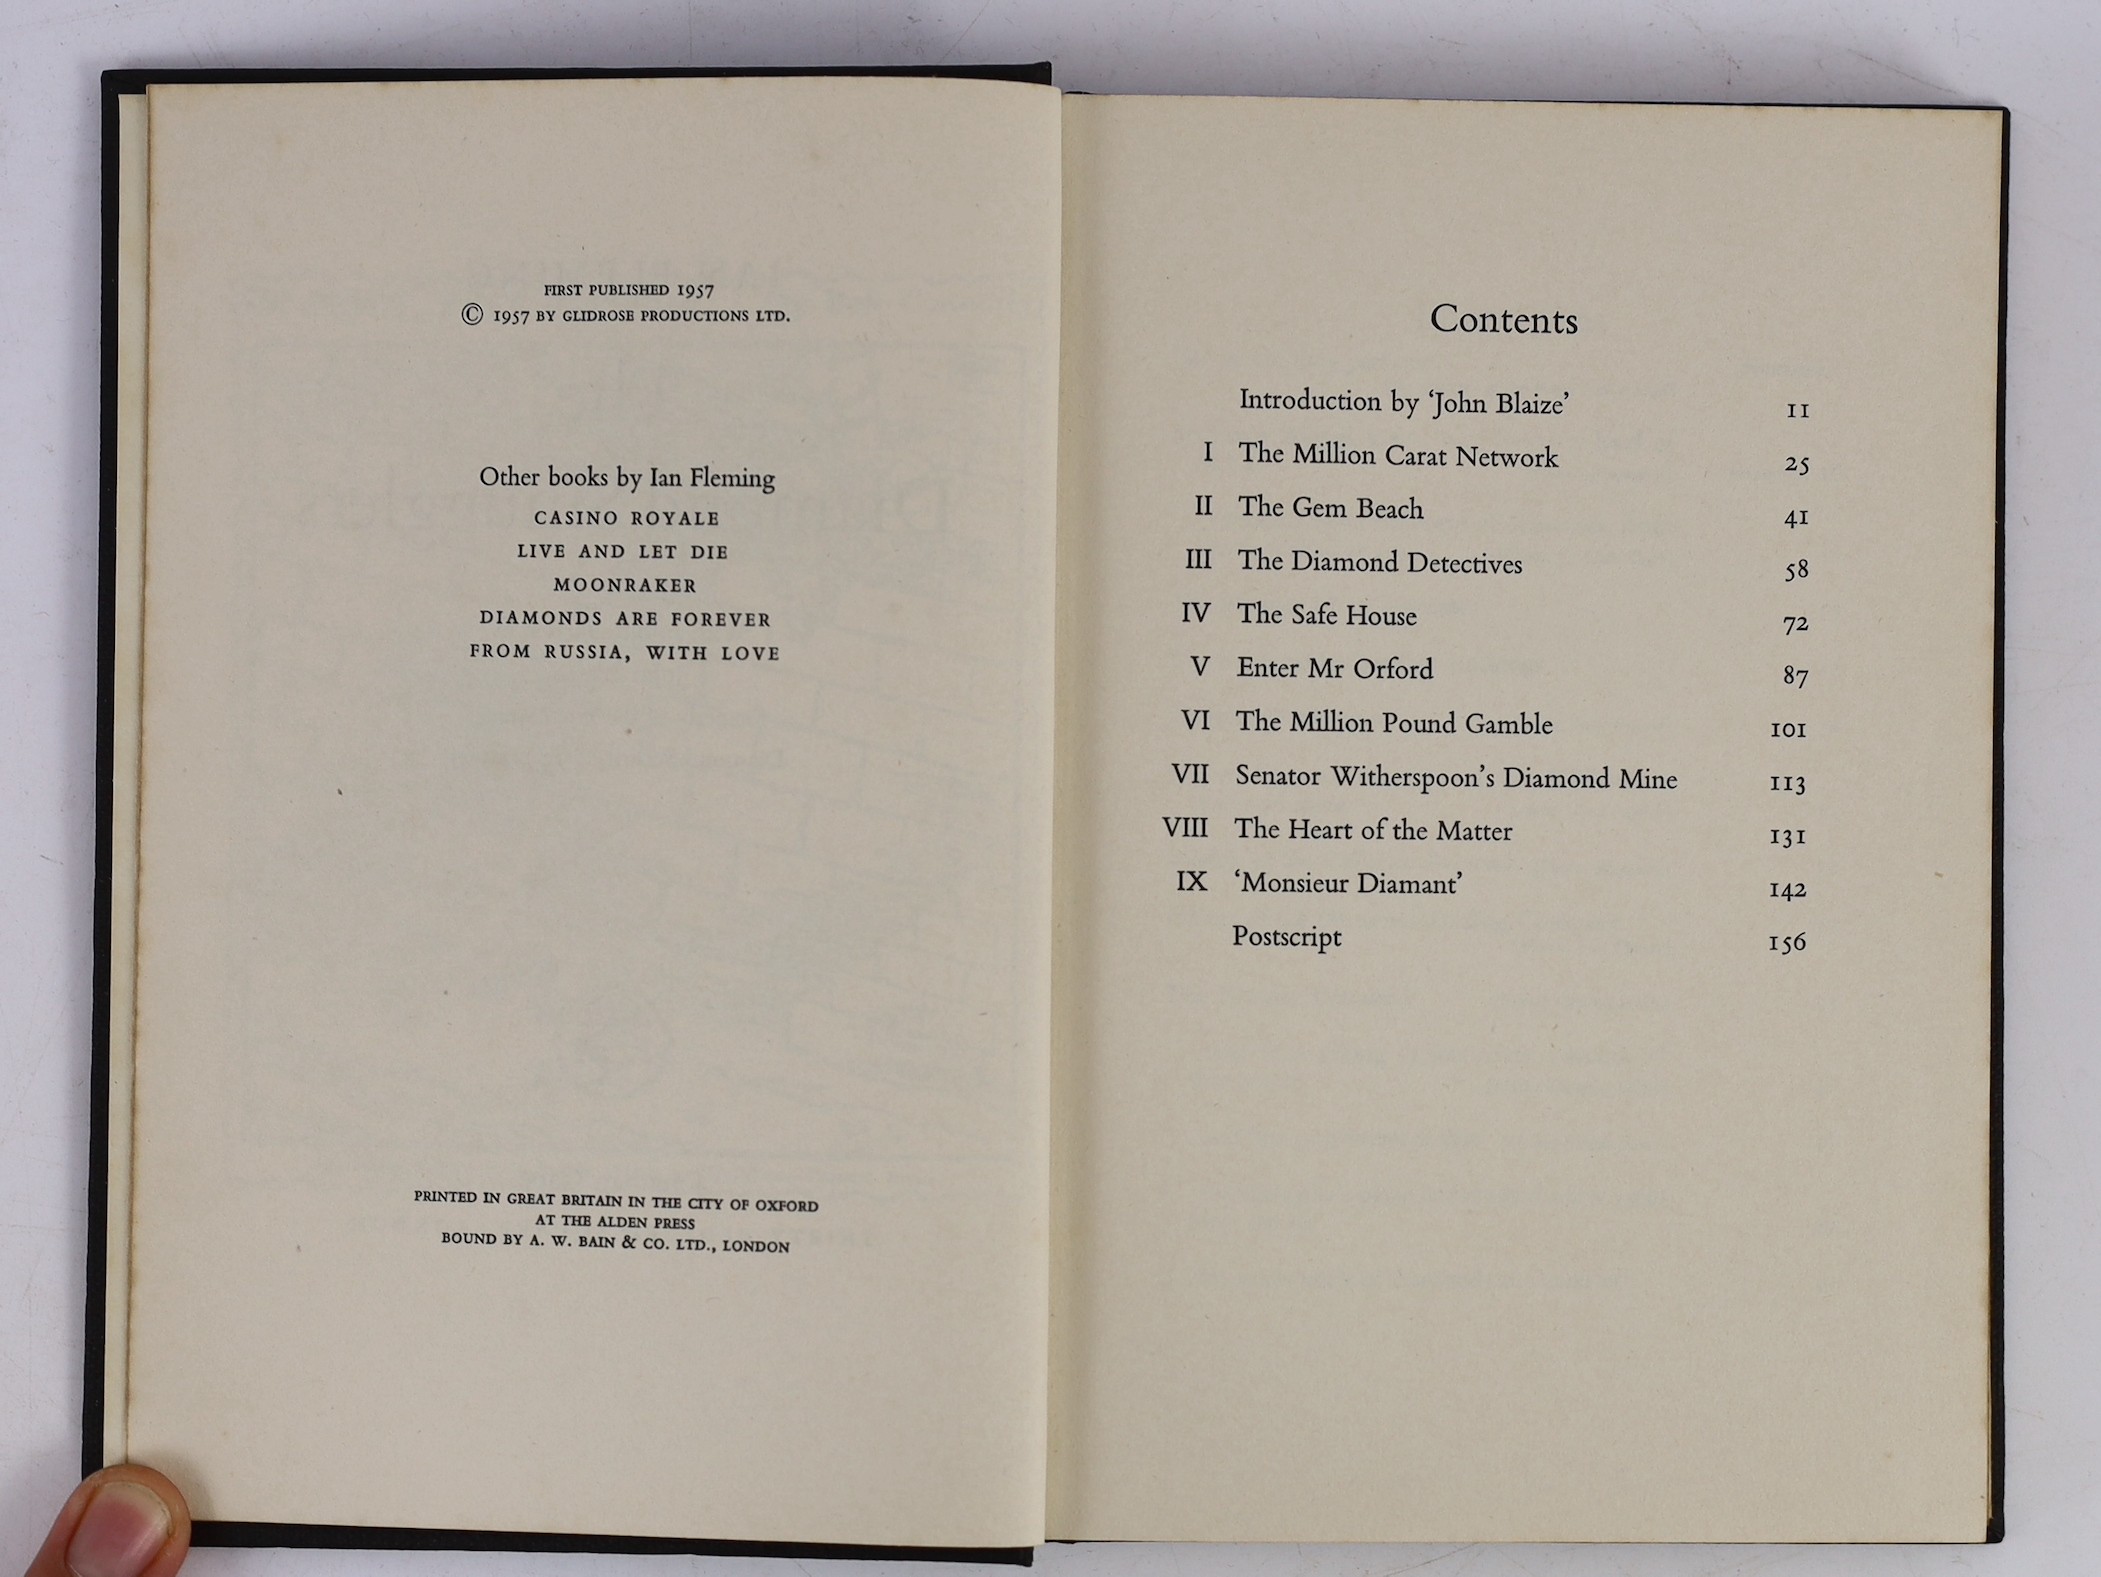 FIRST PUBLISHED 1957
© 1957 BY GLIDROSE PRODUCTIONS LTD.
Other books by Ian Fleming
CASINO ROYALE
LIVE AND LET DIE
MOONRAKER
DIAMONDS ARE FOREVER
FROM RUSSIA, WITH LOVE
PRINTED IN GREAT BRITAIN IN THE CITY OF OXFORD
AT THE ALDEN PRESS
BOUND BY A. W. BAIN & CO. LTD., LONDON
Contents
Introduction by ‘John Blaize’ 11
I The Million Carat Network 25
II The Gem Beach 41
III The Diamond Detectives 58
IV The Safe House 72
V Enter Mr Orford 87
VI The Million Pound Gamble 101
VII Senator Witherspoon’s Diamond Mine 113
VIII The Heart of the Matter 131
IX ‘Monsieur Diamant’ 142
Postscript 156